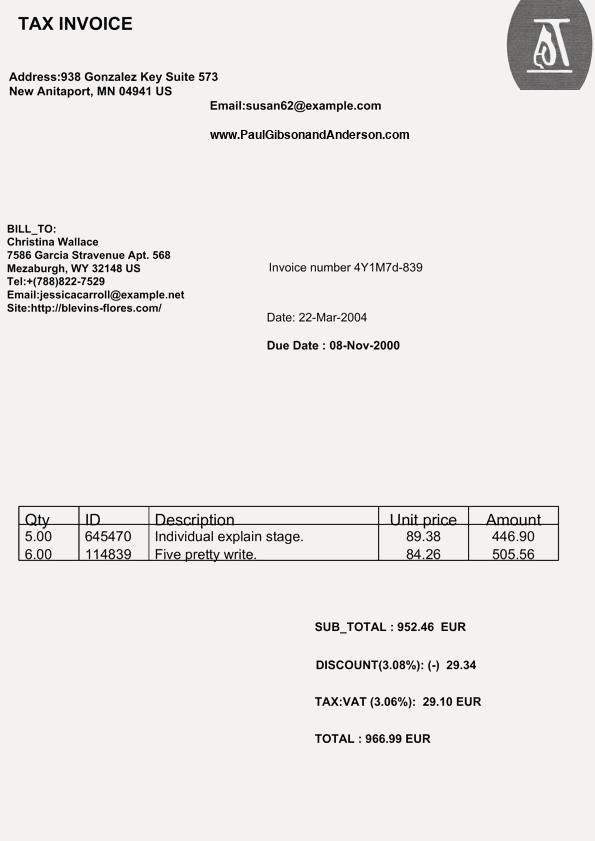 TAX INVOICE
Address:938 Gonzalez Key Suite 573
New Anitaport, MN 04941 US
Email:susan62@example.com
www.PaulGibsonandAnderson.com
BILL_TO:
Christina Wallace
7586 Garcia Stravenue Apt. 568
Mezaburgh, WY 32148 US
Tel:+(788)822-7529
Email:jessicacarroll@example.net
Site:http://blevins-flores.com/
Invoice number 4Y1M7d-839
Date: 22-Mar-2004
Due Date : 08-Nov-2000
Qty ID Description Unit price Amount
5.00 645470 Individual explain stage. 89.38 446.90
6.00 114839 Five pretty write. 84.26 505.56
SUB_TOTAL : 952.46 EUR
DISCOUNT(3.08%): (-) 29.34
TAX:VAT (3.06%): 29.10 EUR
TOTAL : 966.99 EUR